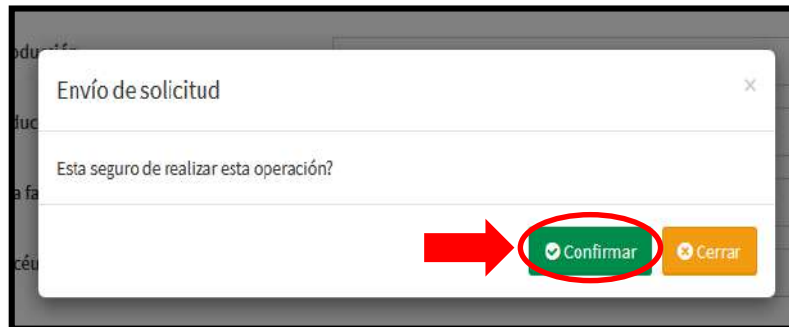 Envío de solicitud
×
Esta seguro de realizar esta operación?
Confirmar
Cerrar